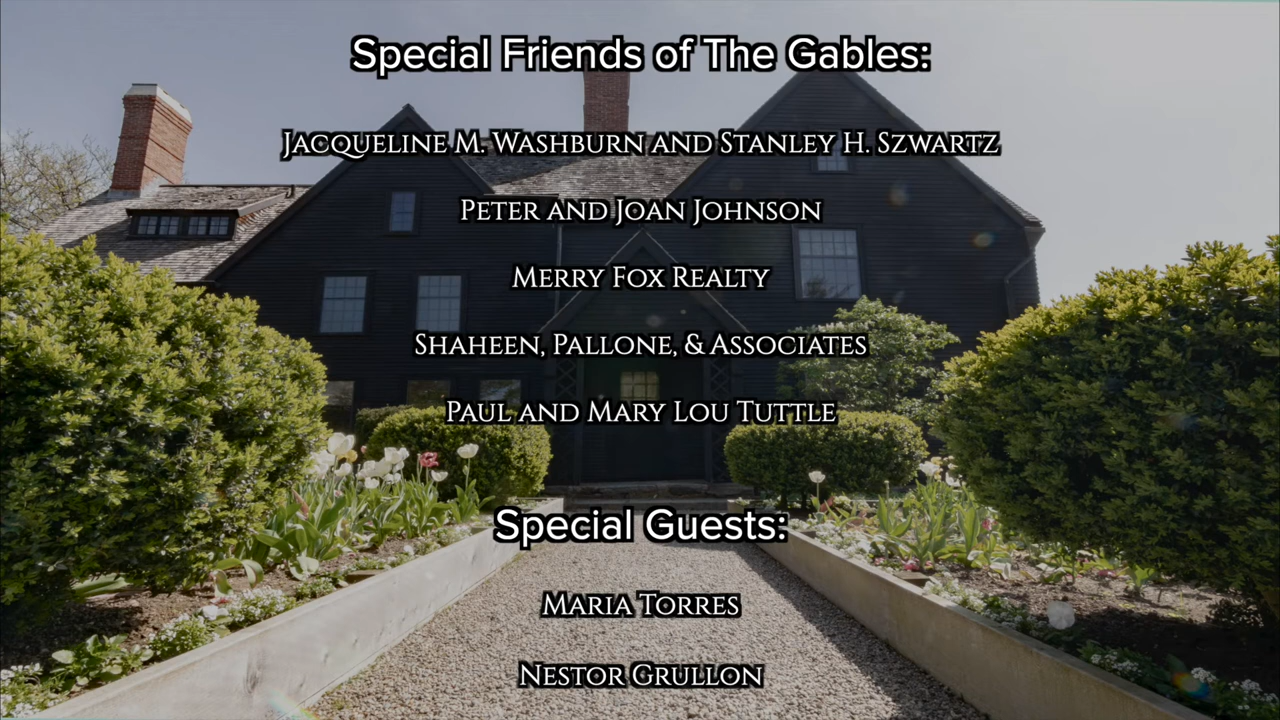 Special Friends of The Gables:
Jacqueline M. Washburn and Stanley H. Szwartz
Peter and Joan Johnson
Merry Fox Realty
Shaheen, Pallone, & Associates
Paul and Mary Lou Tuttle
Special Guests:
Maria Torres
Nestor Grullon